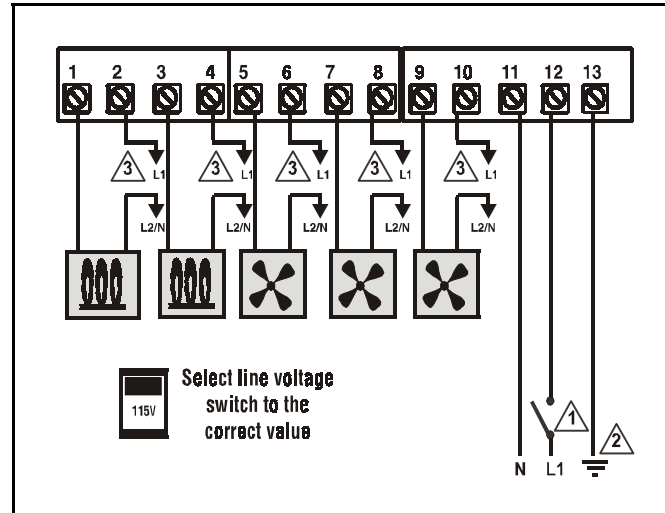 1 2 3 4 5 6 7 8 9 10 11 12 13
3 L1 3 L1 3 L1 3 L1 3 L1
L2/N L2/N L2/N L2/N L2/N
115V
Select line voltage
switch to the
correct value
1
2
N L1